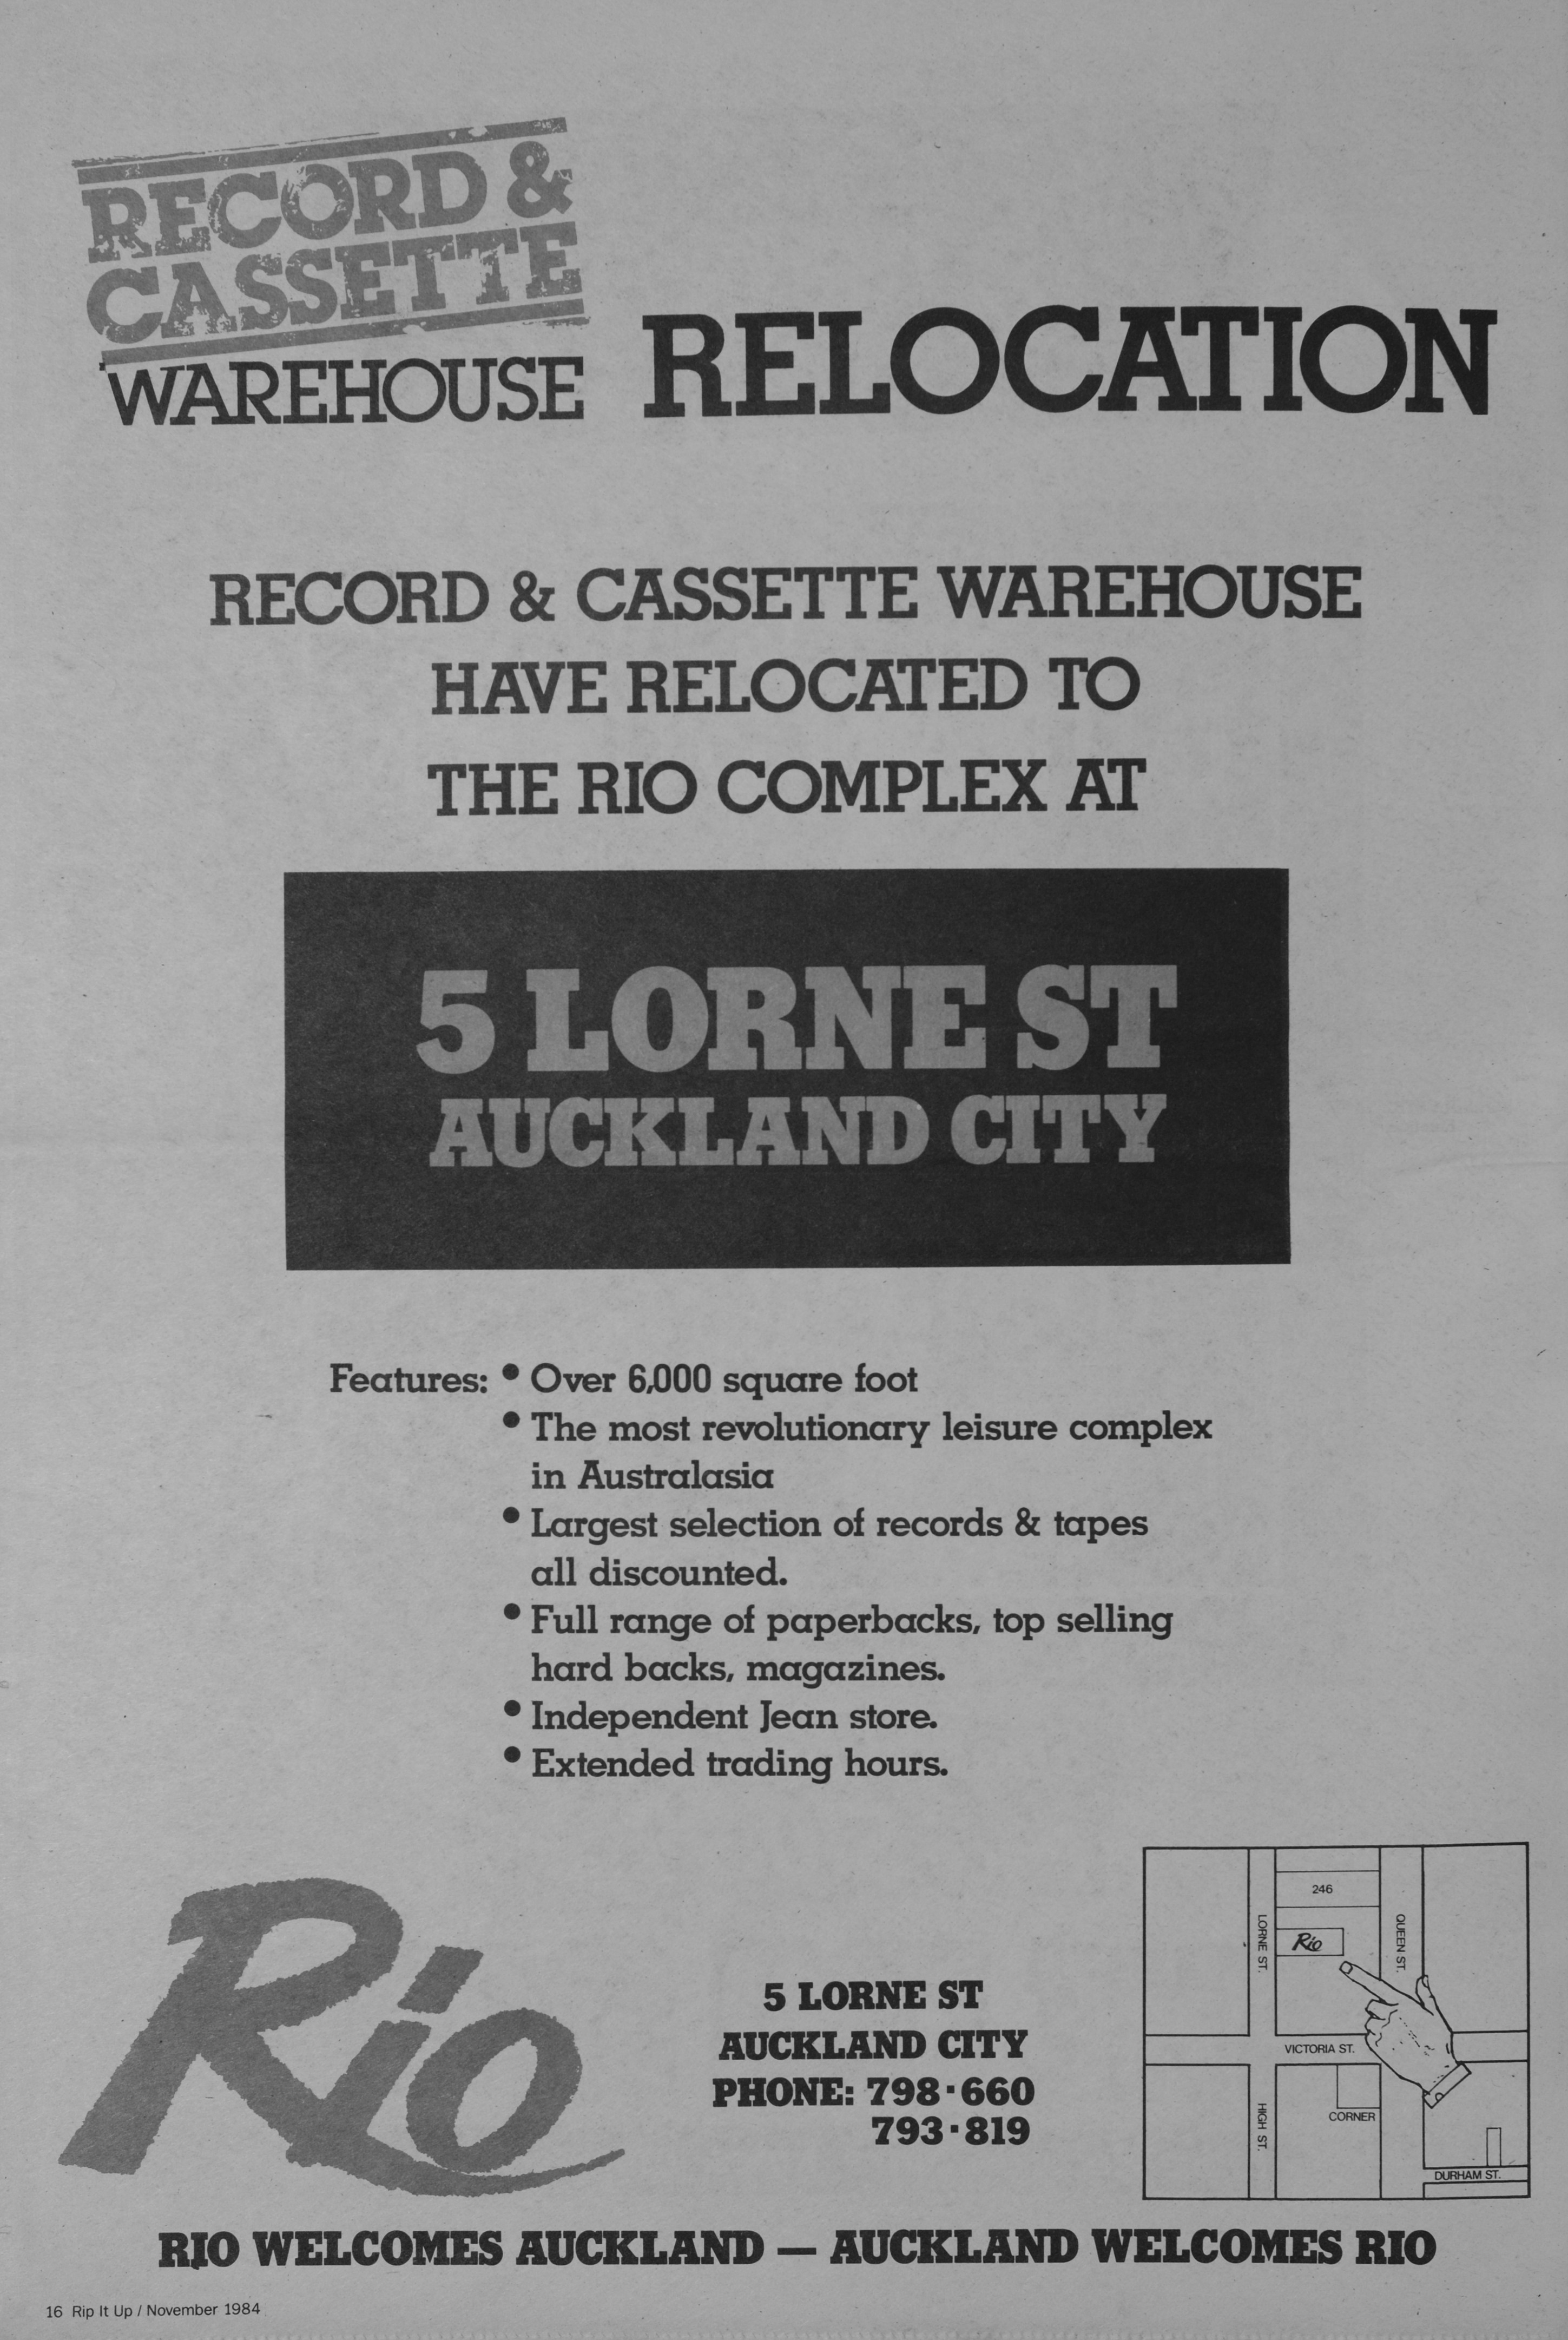 RECORD &
CASSETTE
WAREHOUSE
RELOCATION
RECORD & CASSETTE WAREHOUSE
HAVE RELOCATED TO
THE RIO COMPLEX AT
5 LORNE ST
AUCKLAND CITY
Features: • Over 6,000 square foot
• The most revolutionary leisure complex
in Australasia
• Largest selection of records & tapes
all discounted.
• Full range of paperbacks, top selling
hard backs, magazines.
• Independent Jean store.
• Extended trading hours.
Rio
5 LORNE ST
AUCKLAND CITY
PHONE: 798·660
793·819
246
LORNE ST.
Rio
QUEEN ST.
VICTORIA ST.
HIGH ST.
CORNER
DURHAM ST.
RIO WELCOMES AUCKLAND — AUCKLAND WELCOMES RIO
16 Rip It Up / November 1984